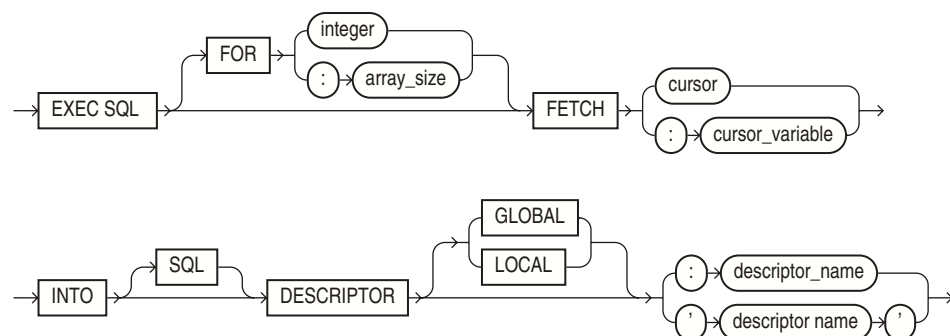 integer
FOR
: array_size
EXEC SQL FETCH
cursor
: cursor_variable
GLOBAL
SQL LOCAL
INTO DESCRIPTOR
: descriptor_name
' descriptor name '